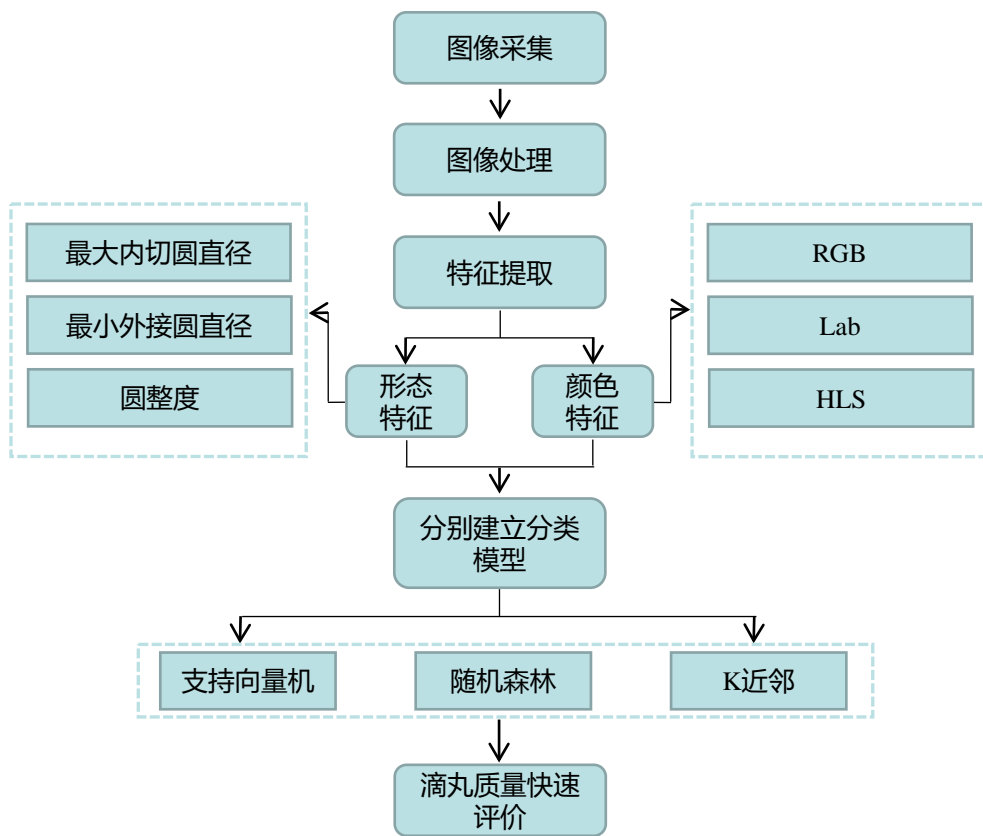 图像采集
图像处理
特征提取
最大内切圆直径
最小外接圆直径
圆整度
RGB
Lab
HLS
形态
特征
颜色
特征
分别建立分类
模型
支持向量机
随机森林
K近邻
滴丸质量快速
评价